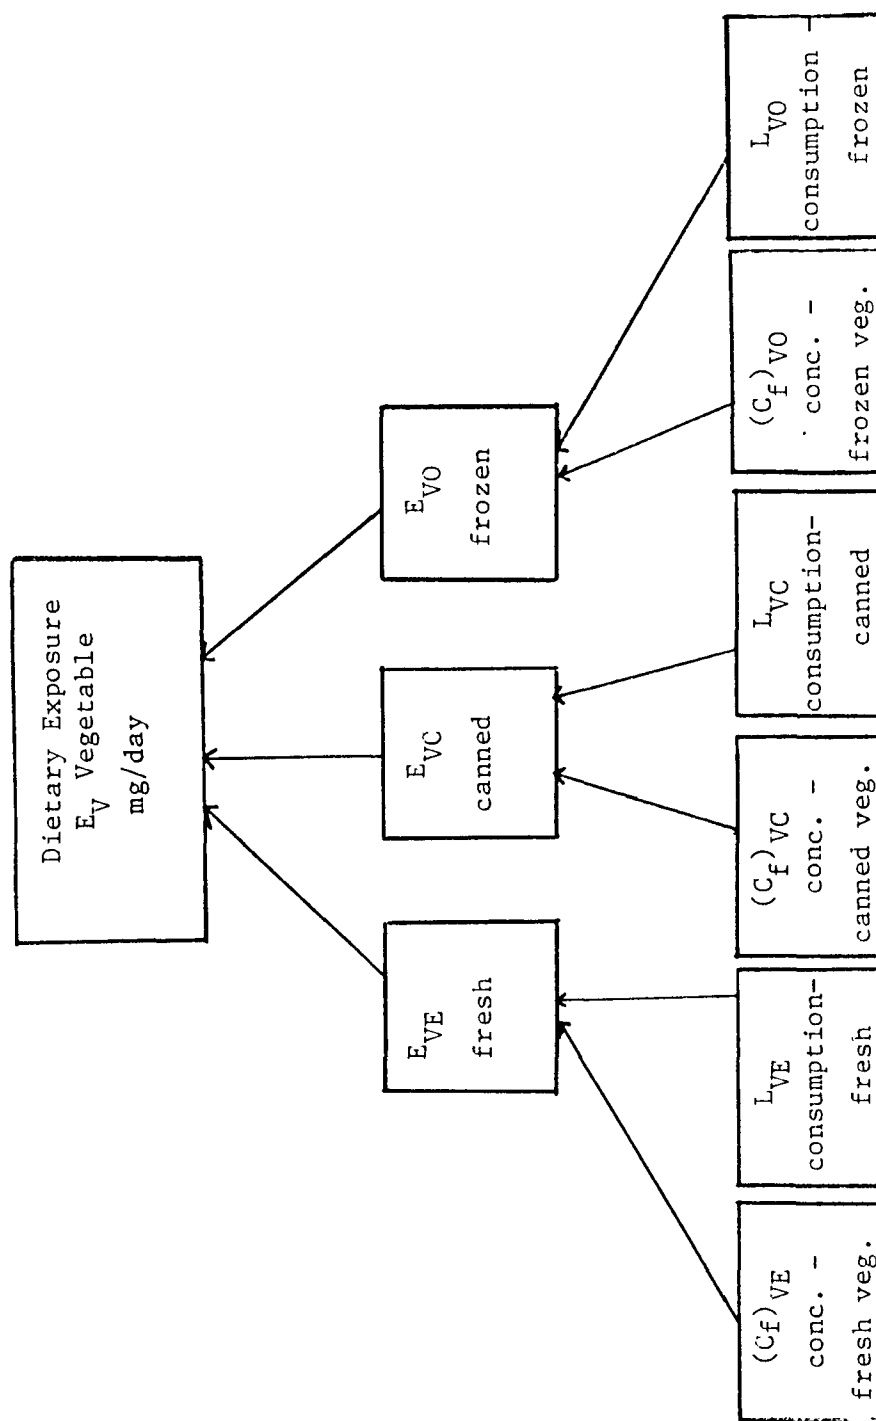 Dietary Exposure
E_V Vegetable
mg/day
E_VE
fresh
E_VC
canned
E_VO
frozen
(C_f)_VE
conc. -
fresh veg.
L_VE
consumption-
fresh
(C_f)_VC
conc. -
canned veg.
L_VC
consumption-
canned
(C_f)_VO
conc. -
frozen veg.
L_VO
consumption -
frozen